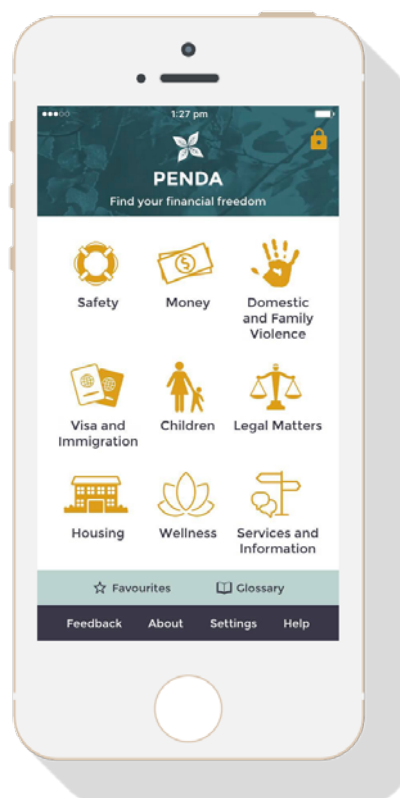 1:27 pm
PENDA
Find your financial freedom
Safety
Money
Domestic
and Family
Violence
Visa and
Immigration
Children
Legal Matters
Housing
Wellness
Services and
Information
Favourites
Glossary
Feedback
About
Settings
Help